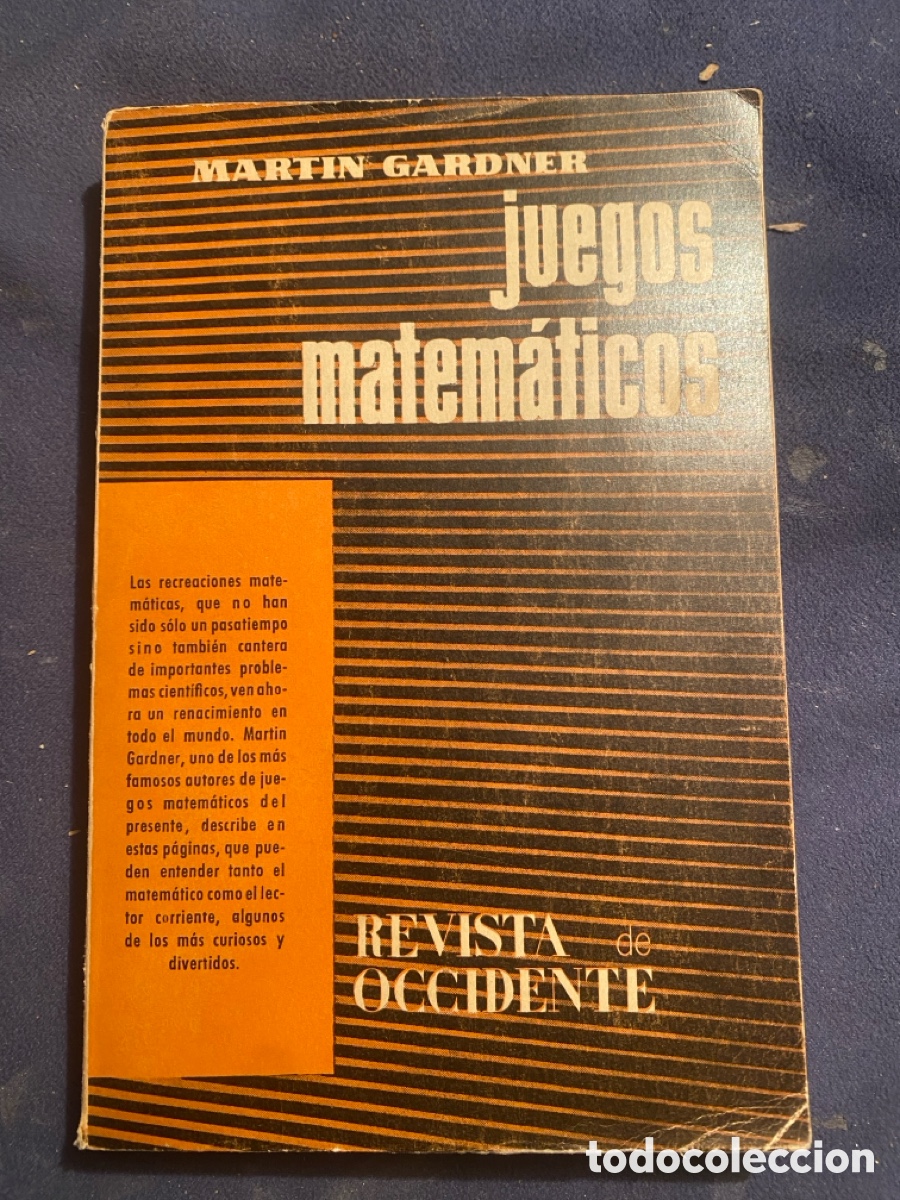 MARTIN GARDNER
juegos
matemáticos
Las recreaciones mate-
máticas, que no han
sido sólo un pasatiempo
sino también cantera
de importantes proble-
mas científicos, ven aho-
ra un renacimiento en
todo el mundo. Martin
Gardner, uno de los más
famosos autores de jue-
gos matemáticos del
presente, describe en
estas páginas, que pue-
den entender tanto el
matemático como el lec-
tor corriente, algunos
de los más curiosos y
divertidos.
REVISTA de
OCCIDENTE
todocoleccion